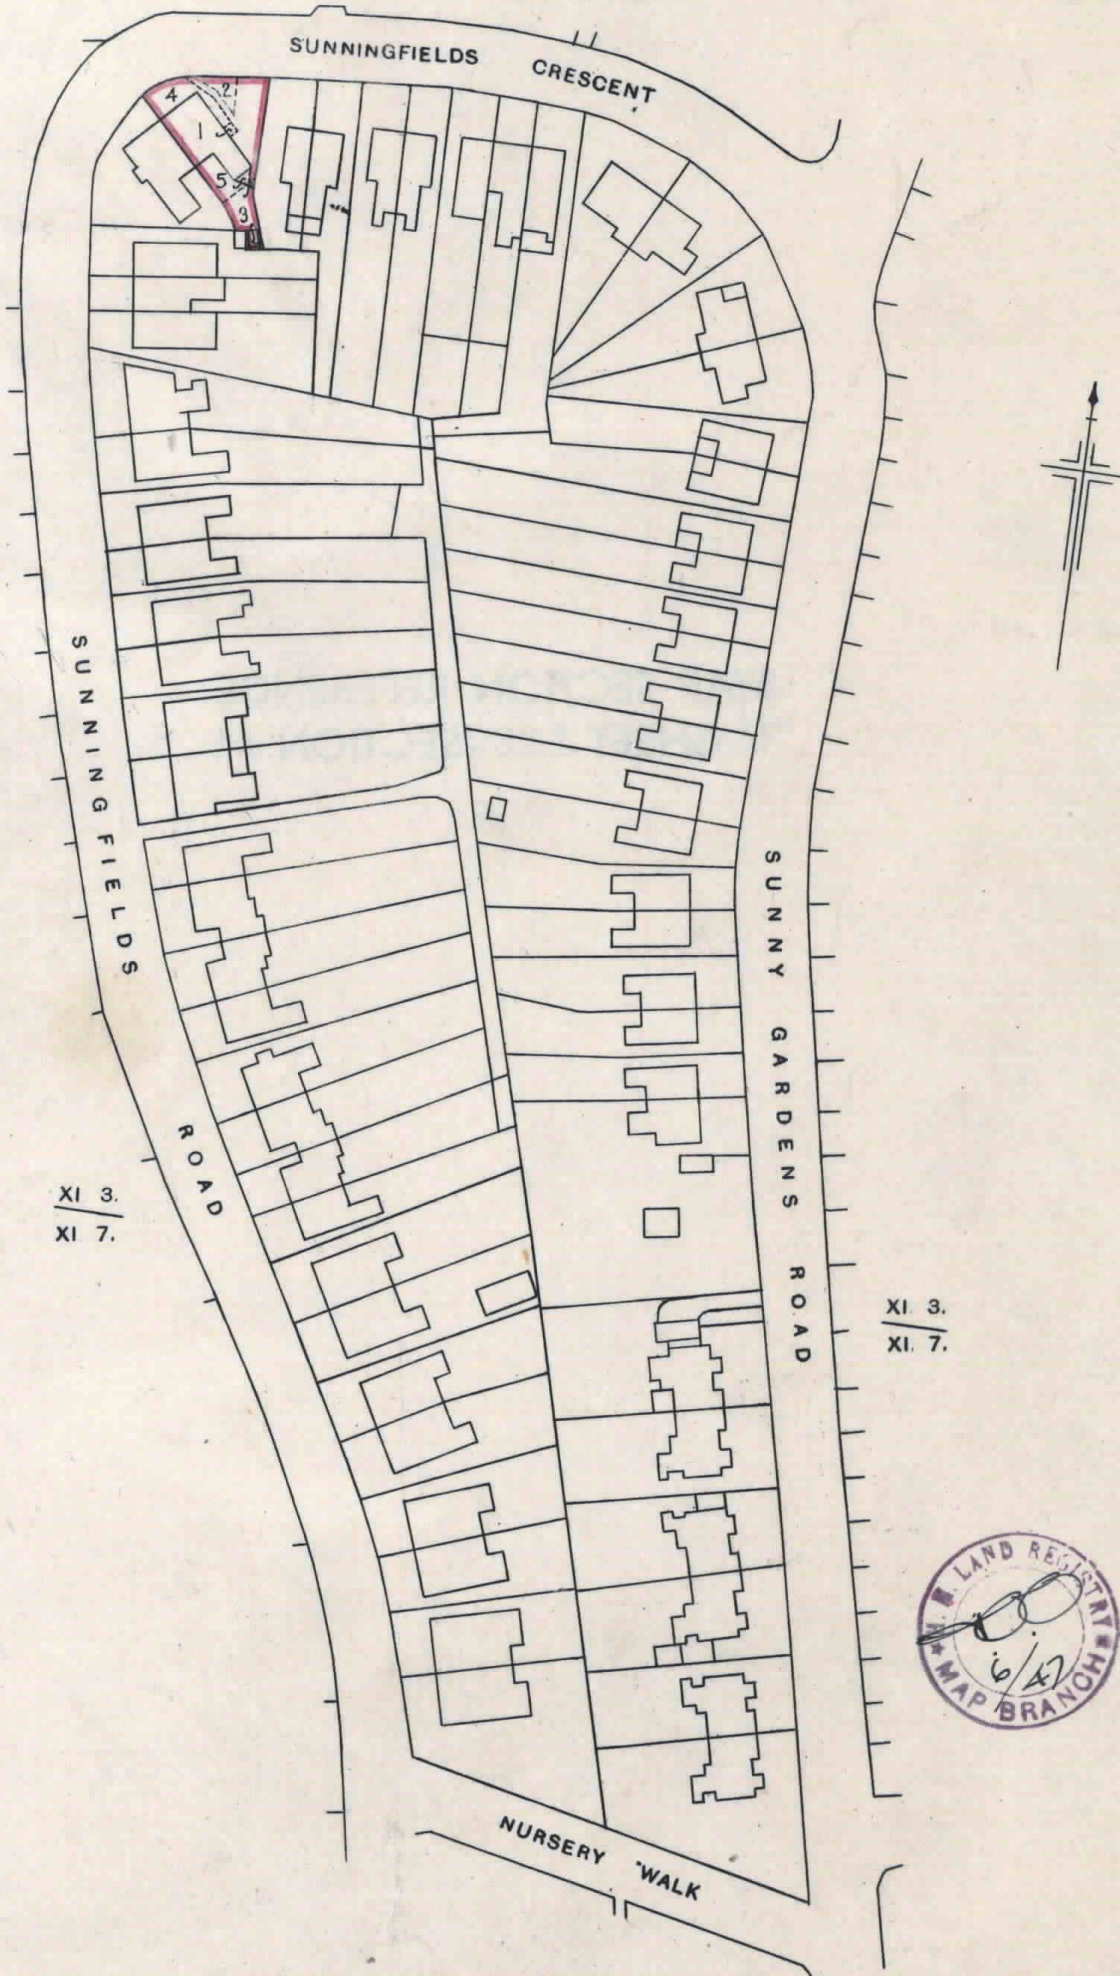 SUNNINGFIELDS CRESCENT
4
2
1
5
3
SUNNINGFIELDS ROAD
SUNNY GARDENS ROAD
XI 3.
XI 7.
XI. 3.
XI. 7.
NURSERY WALK
H.M. LAND REGISTRY
6/47
MAP BRANCH